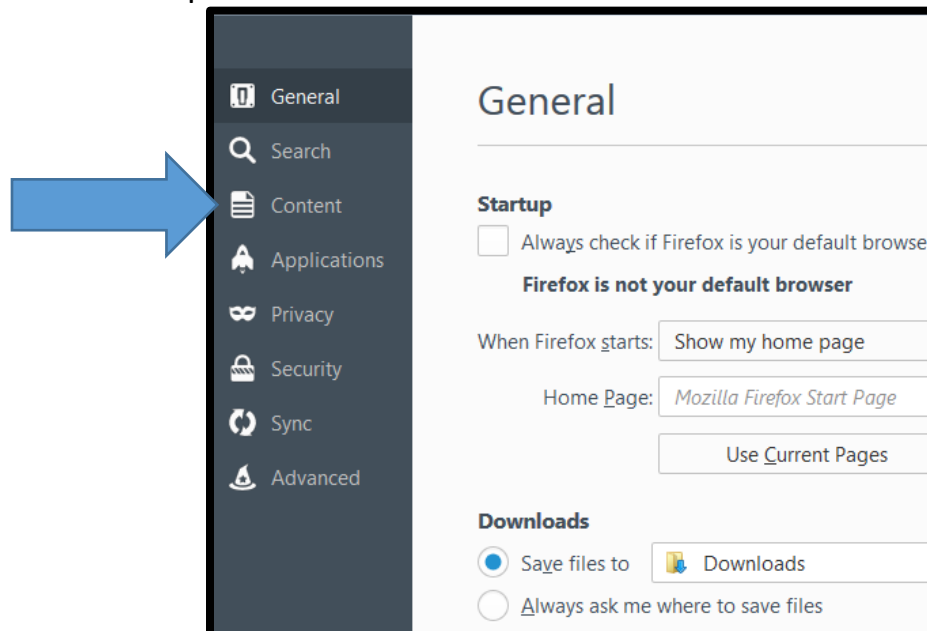 General
Search
Content
Applications
Privacy
Security
Sync
Advanced
General
Startup
Always check if Firefox is your default browse
Firefox is not your default browser
When Firefox starts: Show my home page
Home Page: Mozilla Firefox Start Page
Use Current Pages
Downloads
Save files to Downloads
Always ask me where to save files